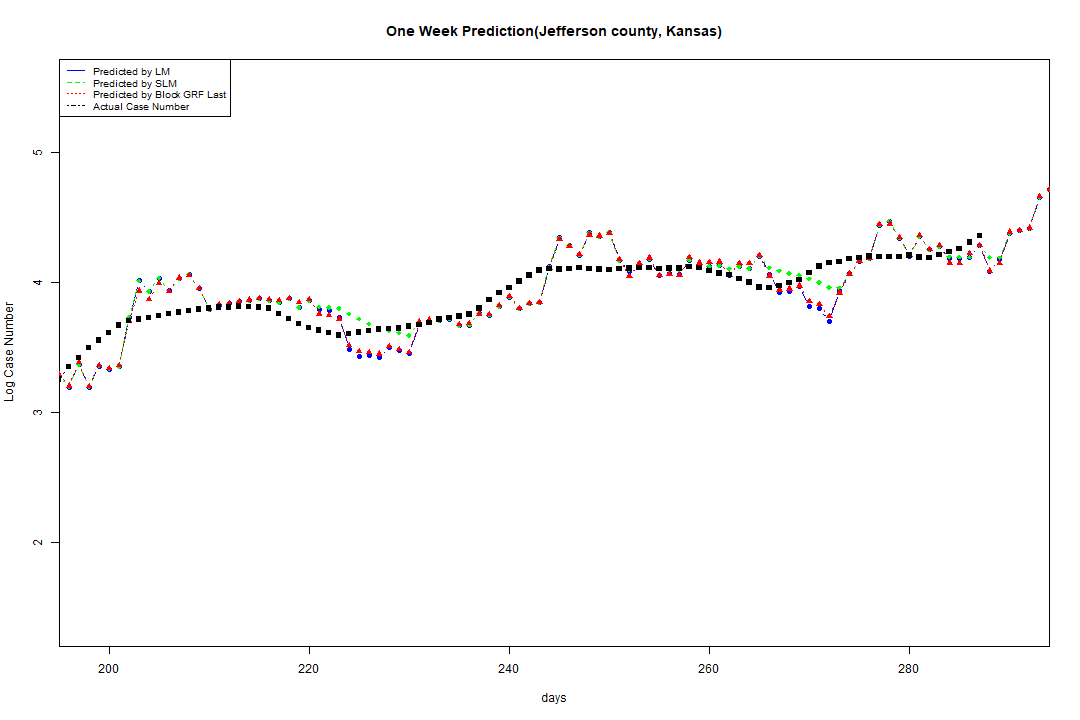 One Week Prediction(Jefferson county, Kansas)
Predicted by LM
Predicted by SLM
Predicted by Block GRF Last
Actual Case Number
5
4
3
2
Log Case Number
200 220 240 260 280
days